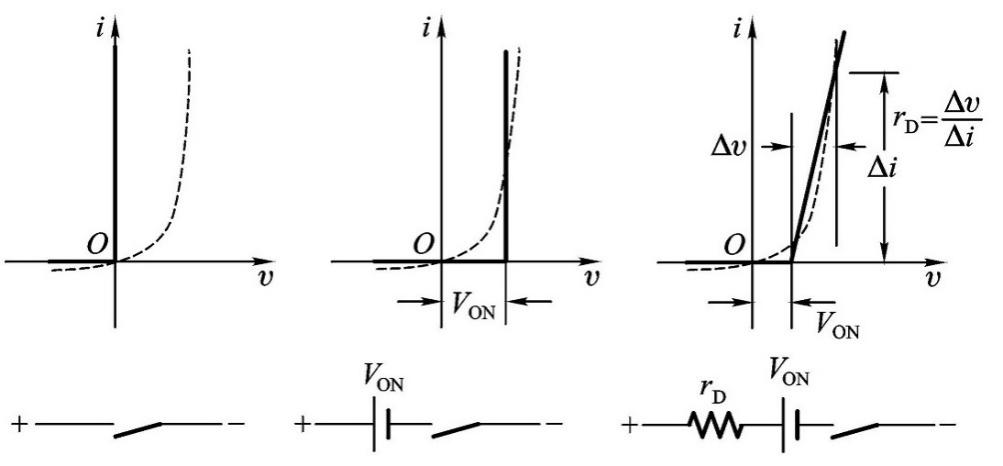 i
i
i
r_D = Δv/Δi
Δv
Δi
O
O
O
v
v
v
V_ON
V_ON
V_ON
V_ON
r_D
+
−
+
−
+
−